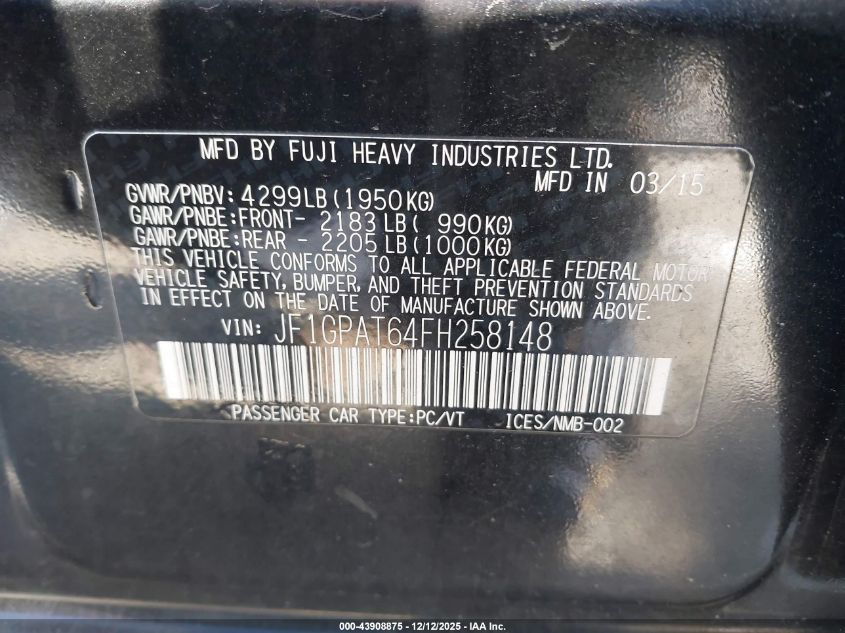 MFD BY FUJI HEAVY INDUSTRIES LTD.
MFD IN 03/15
GVWR/PNBV: 4299LB (1950KG)
GAWR/PNBE:FRONT- 2183LB ( 990KG)
GAWR/PNBE:REAR - 2205LB (1000KG)
THIS VEHICLE CONFORMS TO ALL APPLICABLE FEDERAL MOTOR
VEHICLE SAFETY, BUMPER, AND THEFT PREVENTION STANDARDS
IN EFFECT ON THE DATE OF MANUFACTURE SHOWN ABOVE.
VIN: JF1GPAT64FH258148
PASSENGER CAR TYPE:PC/VT ICES/NMB-002
000-43908875 - 12/12/2025 - IAA Inc.